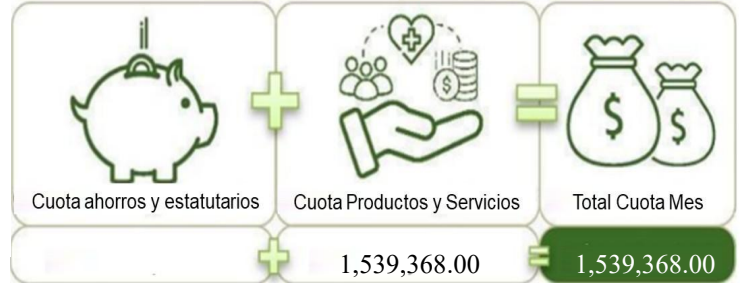 Cuota ahorros y estatutarios
Cuota Productos y Servicios
Total Cuota Mes
1,539,368.00
1,539,368.00